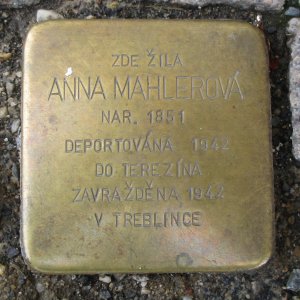 ZDE ŽILA
ANNA MAHLEROVÁ
NAR. 1851
DEPORTOVÁNA 1942
DO TEREZÍNA
ZAVRAŽDĚNA 1942
V TREBLINCE